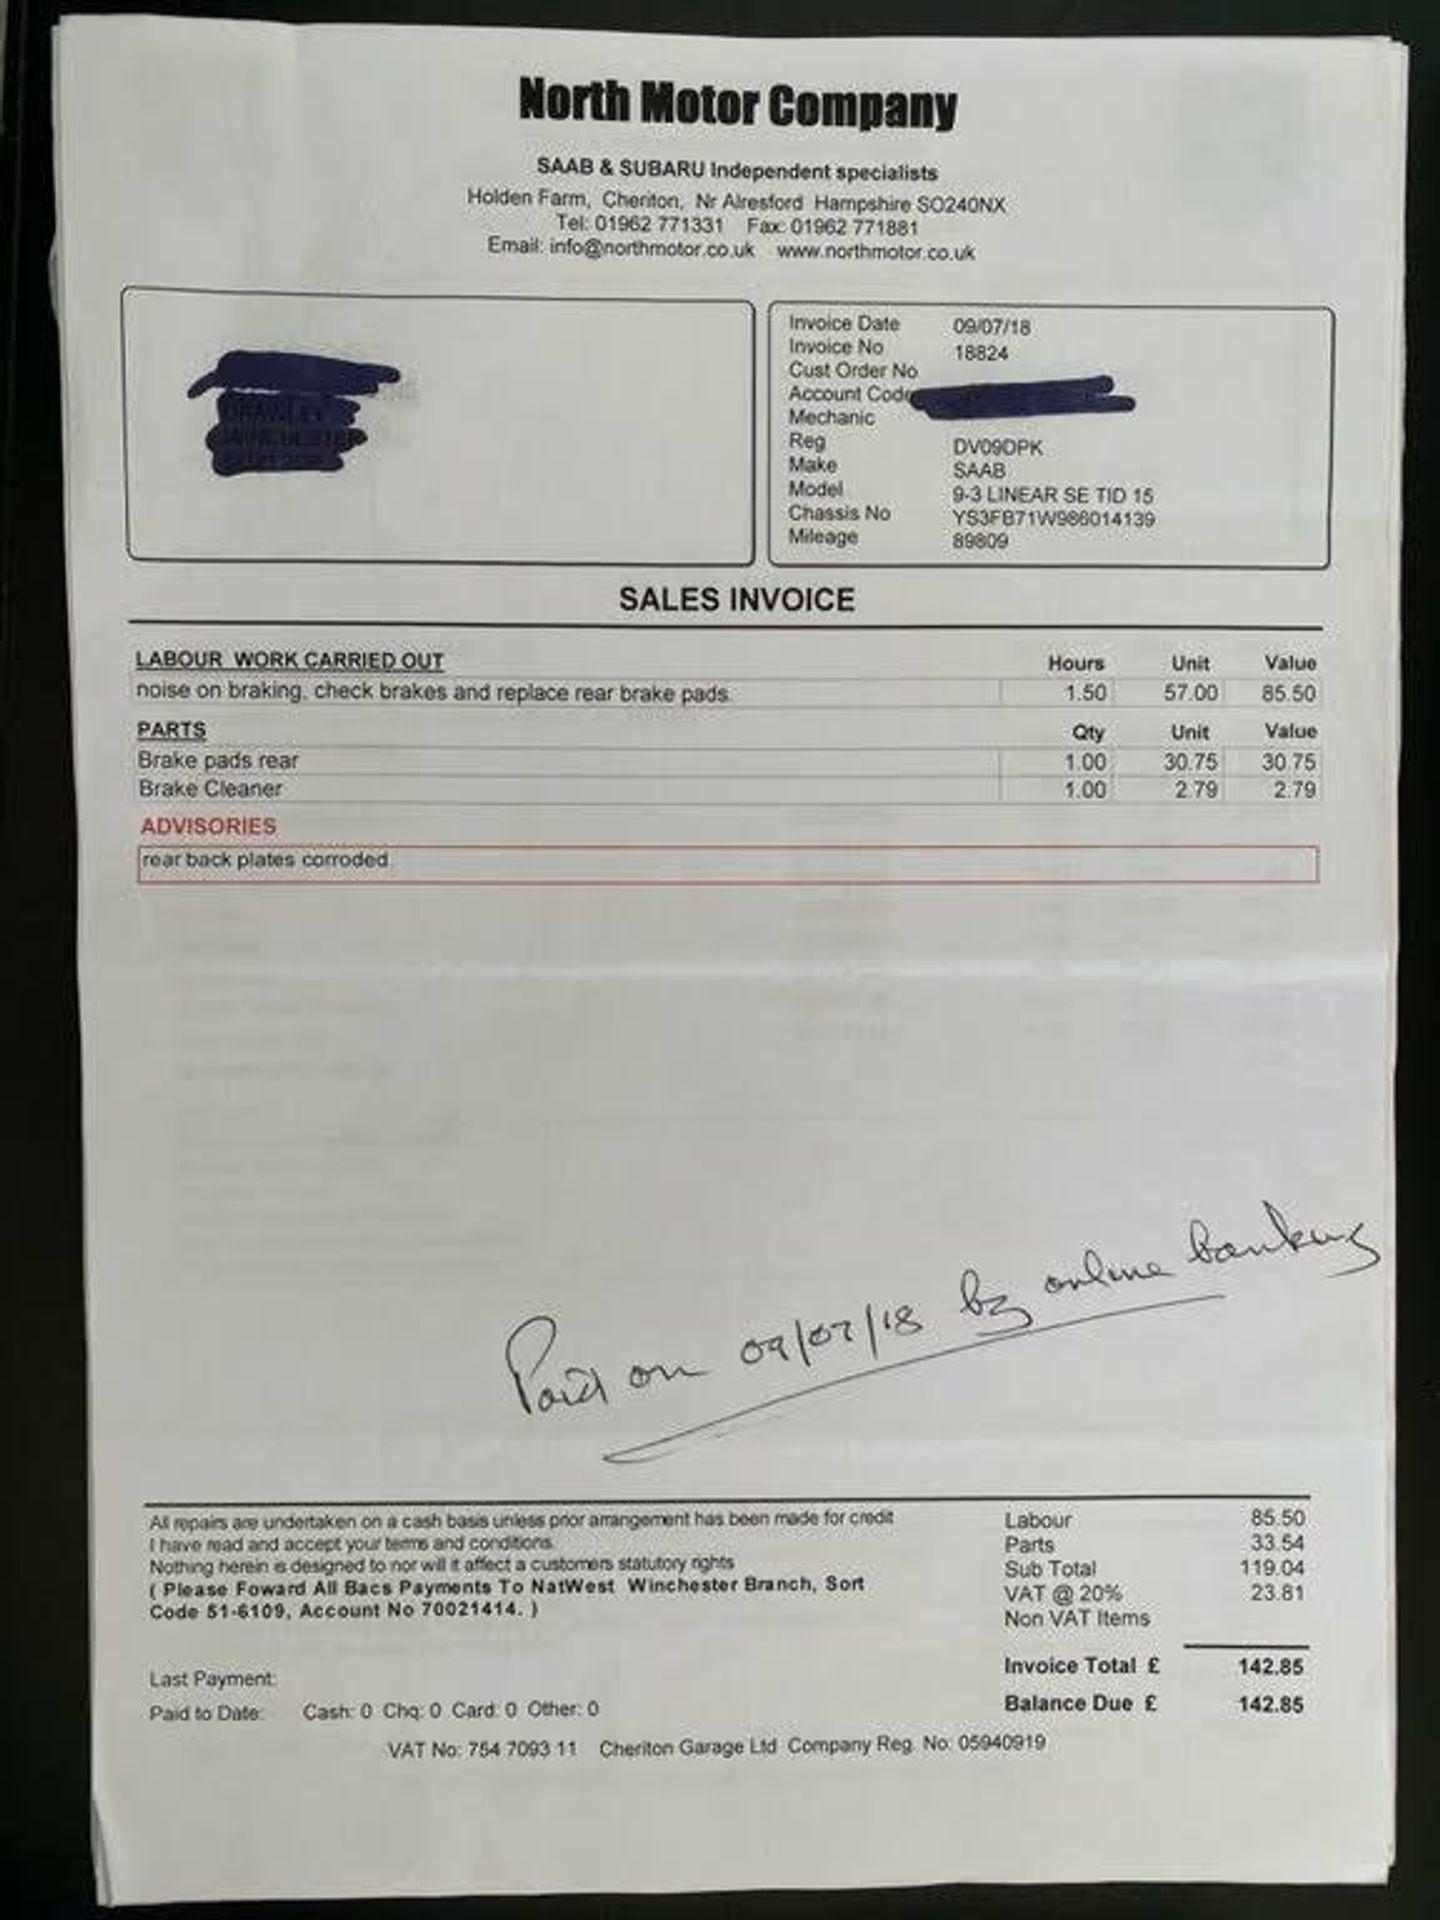 North Motor Company
SAAB & SUBARU Independent specialists
Holden Farm, Cheriton, Nr Alresford Hampshire SO240NX
Tel: 01962 771331 Fax: 01962 771881
Email: info@northmotor.co.uk www.northmotor.co.uk
Invoice Date 09/07/18
Invoice No 18824
Cust Order No
Account Code
Mechanic
Reg DV09DPK
Make SAAB
Model 9-3 LINEAR SE TID 15
Chassis No YS3FB71W986014139
Mileage 89809
SALES INVOICE
LABOUR WORK CARRIED OUT Hours Unit Value
noise on braking, check brakes and replace rear brake pads. 1.50 57.00 85.50
PARTS Qty Unit Value
Brake pads rear 1.00 30.75 30.75
Brake Cleaner 1.00 2.79 2.79
ADVISORIES
rear back plates corroded.
Paid on 09/07/18 by online banking
All repairs are undertaken on a cash basis unless prior arrangement has been made for credit
I have read and accept your terms and conditions.
Nothing herein is designed to nor will it affect a customers statutory rights
( Please Foward All Bacs Payments To NatWest Winchester Branch, Sort
Code 51-6109, Account No 70021414. )
Labour 85.50
Parts 33.54
Sub Total 119.04
VAT @ 20% 23.81
Non VAT Items
Invoice Total £ 142.85
Balance Due £ 142.85
Last Payment:
Paid to Date: Cash: 0 Chq: 0 Card: 0 Other: 0
VAT No: 754 7093 11 Cheriton Garage Ltd Company Reg. No: 05940919